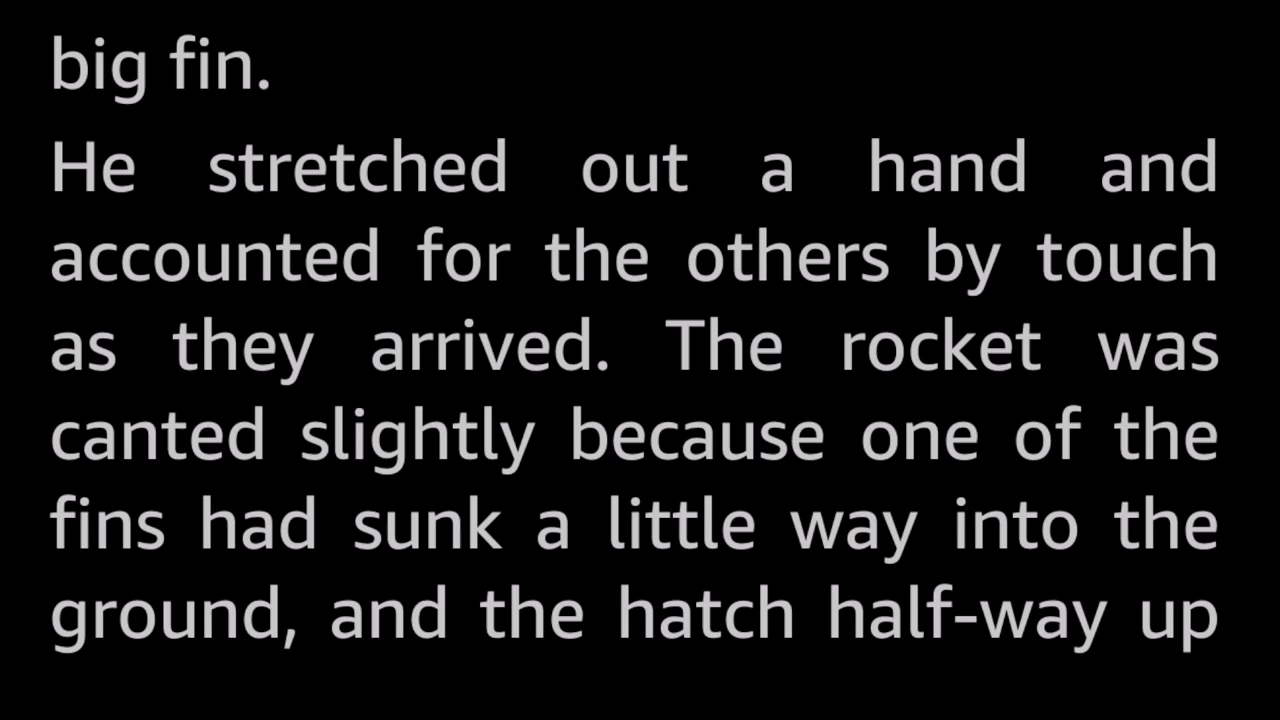 big fin.
He stretched out a hand and
accounted for the others by touch
as they arrived. The rocket was
canted slightly because one of the
fins had sunk a little way into the
ground, and the hatch half-way up